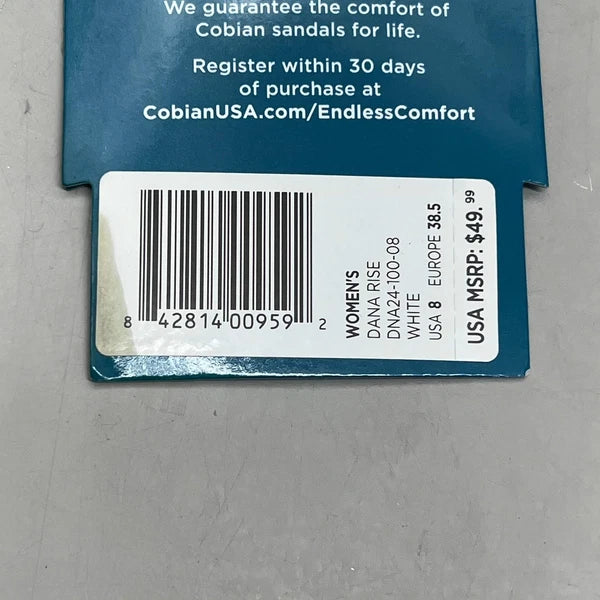 We guarantee the comfort of
Cobian sandals for life.
Register within 30 days
of purchase at
CobianUSA.com/EndlessComfort
8 42814 00959 2
WOMEN'S
DANA RISE
DNA24-100-08
WHITE
USA 8 EUROPE 38.5
USA MSRP: $49.99